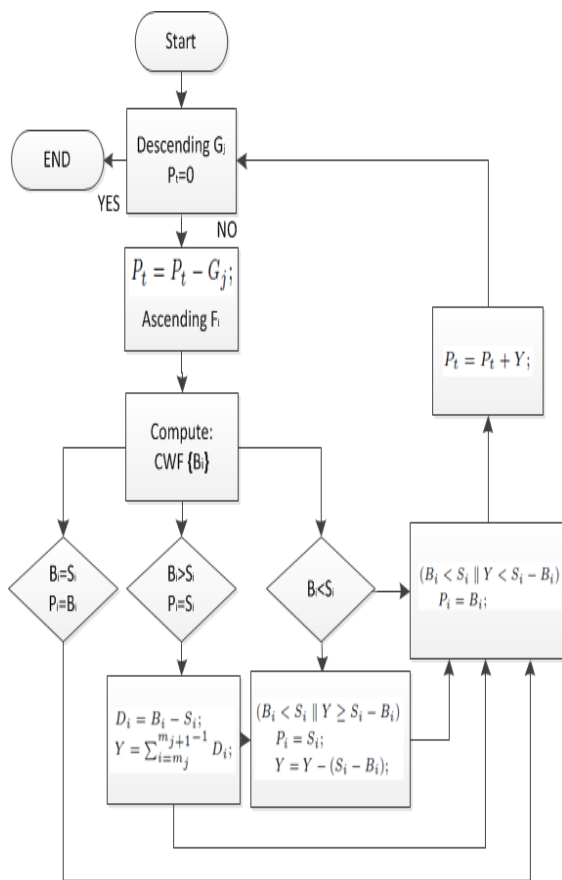 Start
Descending Gⱼ
Pₜ=0
END
YES
NO
Pₜ = Pₜ − Gⱼ;
Ascending Fᵢ
Pₜ = Pₜ + Y;
Compute:
CWF {Bᵢ}
Bᵢ=Sᵢ
Pᵢ=Bᵢ
Bᵢ>Sᵢ
Pᵢ=Sᵢ
Bᵢ<Sᵢ
(Bᵢ < Sᵢ ∥ Y < Sᵢ − Bᵢ)
Pᵢ = Bᵢ;
Dᵢ = Bᵢ − Sᵢ;
Y = ∑_{i=m_j}^{m_{j+1}-1} Dᵢ;
(Bᵢ < Sᵢ ∥ Y ≥ Sᵢ − Bᵢ)
Pᵢ = Sᵢ;
Y = Y − (Sᵢ − Bᵢ);